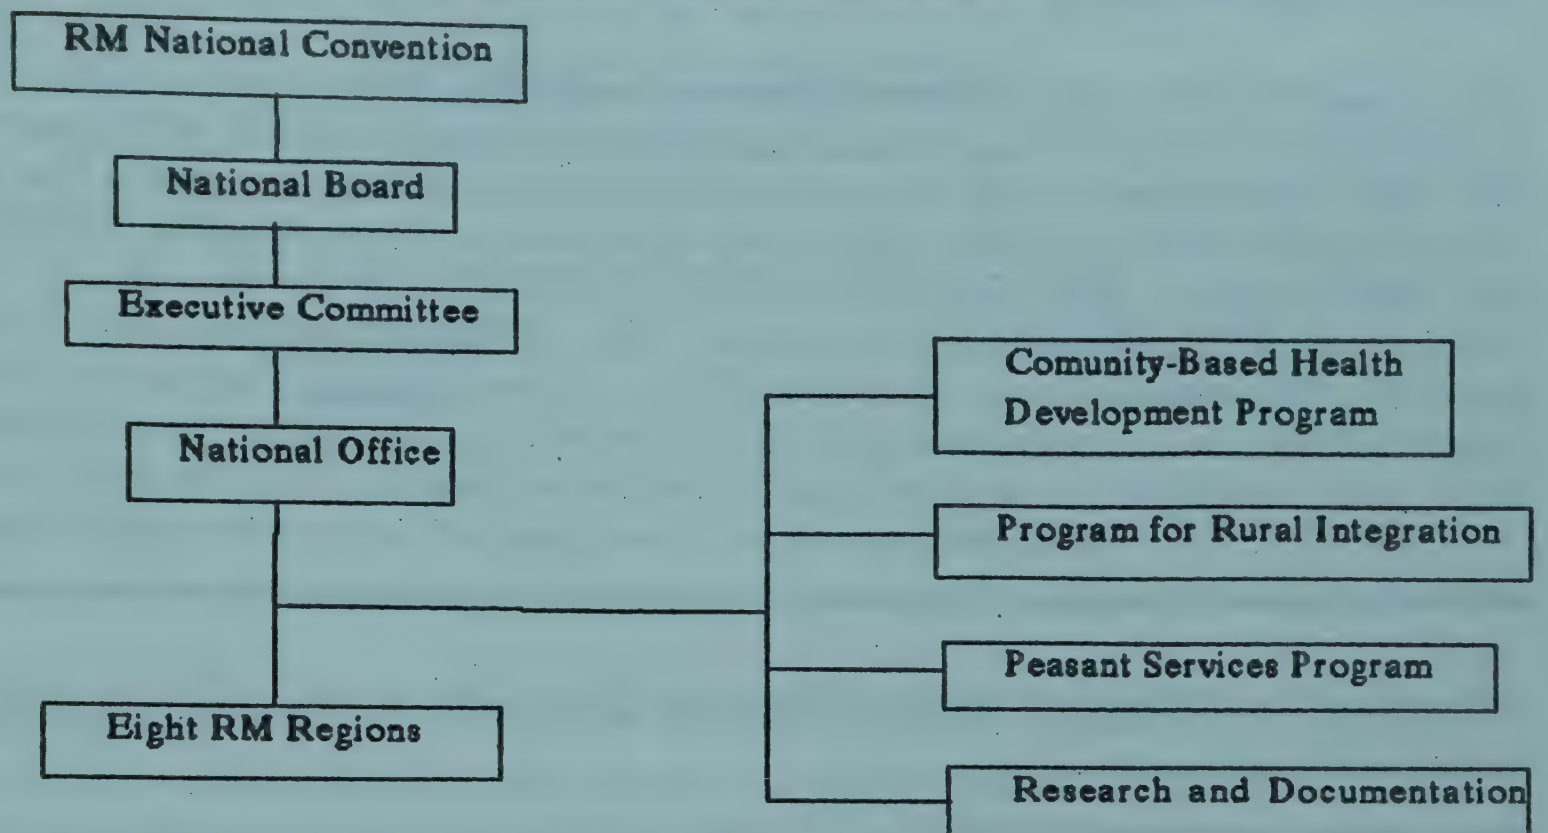 RM National Convention
National Board
Executive Committee
National Office
Eight RM Regions
Comunity-Based Health
Development Program
Program for Rural Integration
Peasant Services Program
Research and Documentation